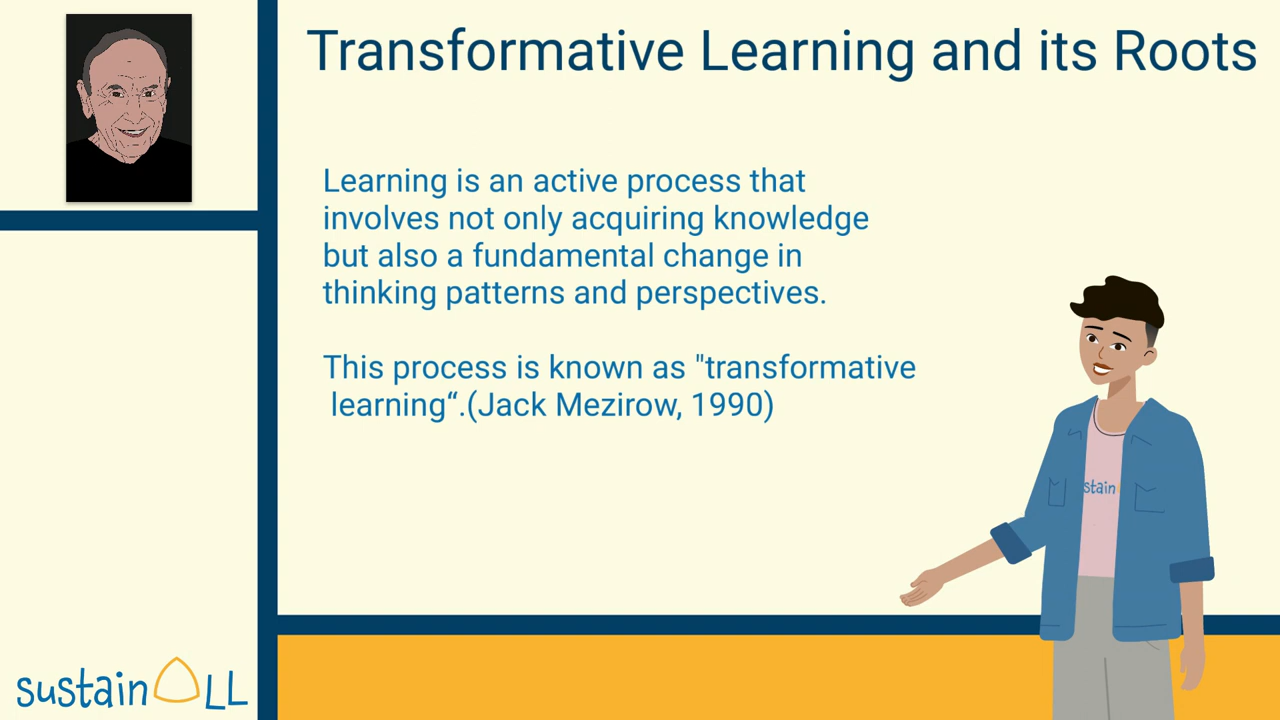 Transformative Learning and its Roots
Learning is an active process that
involves not only acquiring knowledge
but also a fundamental change in
thinking patterns and perspectives.
This process is known as "transformative
learning“.(Jack Mezirow, 1990)
stain
sustainALL